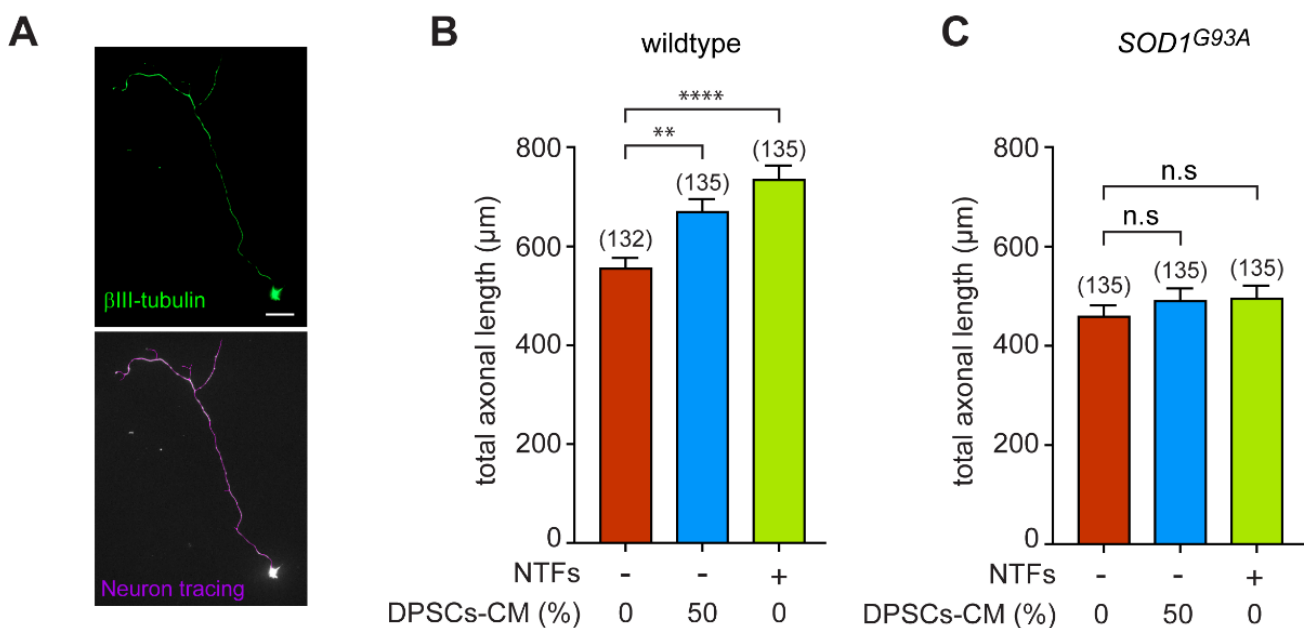 A
βIII-tubulin
Neuron tracing
B
wildtype
****
**
total axonal length (µm)
800
600
400
200
0
(132)
(135)
(135)
NTFs - - +
DPSCs-CM (%) 0 50 0
C
SOD1G93A
n.s
n.s
total axonal length (µm)
800
600
400
200
0
(135)
(135)
(135)
NTFs - - +
DPSCs-CM (%) 0 50 0